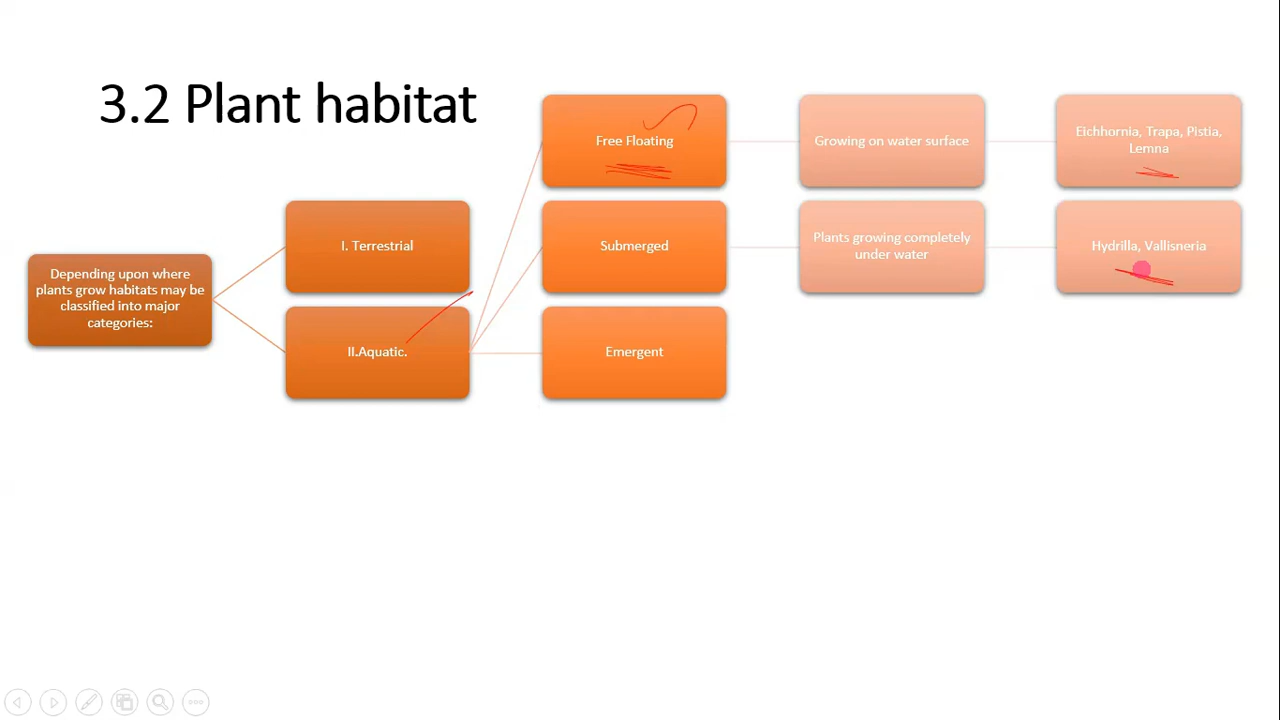 3.2 Plant habitat
Depending upon where
plants grow habitats may be
classified into major
categories:
I. Terrestrial
II.Aquatic.
Free Floating
Growing on water surface
Eichhornia, Trapa, Pistia,
Lemna
Submerged
Plants growing completely
under water
Hydrilla, Vallisneria
Emergent